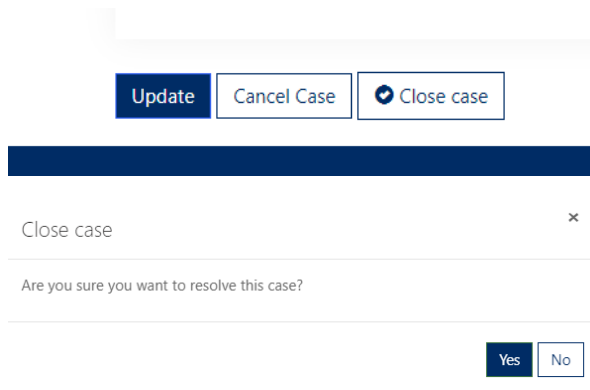 Update Cancel Case Close case
Close case ×
Are you sure you want to resolve this case?
Yes No